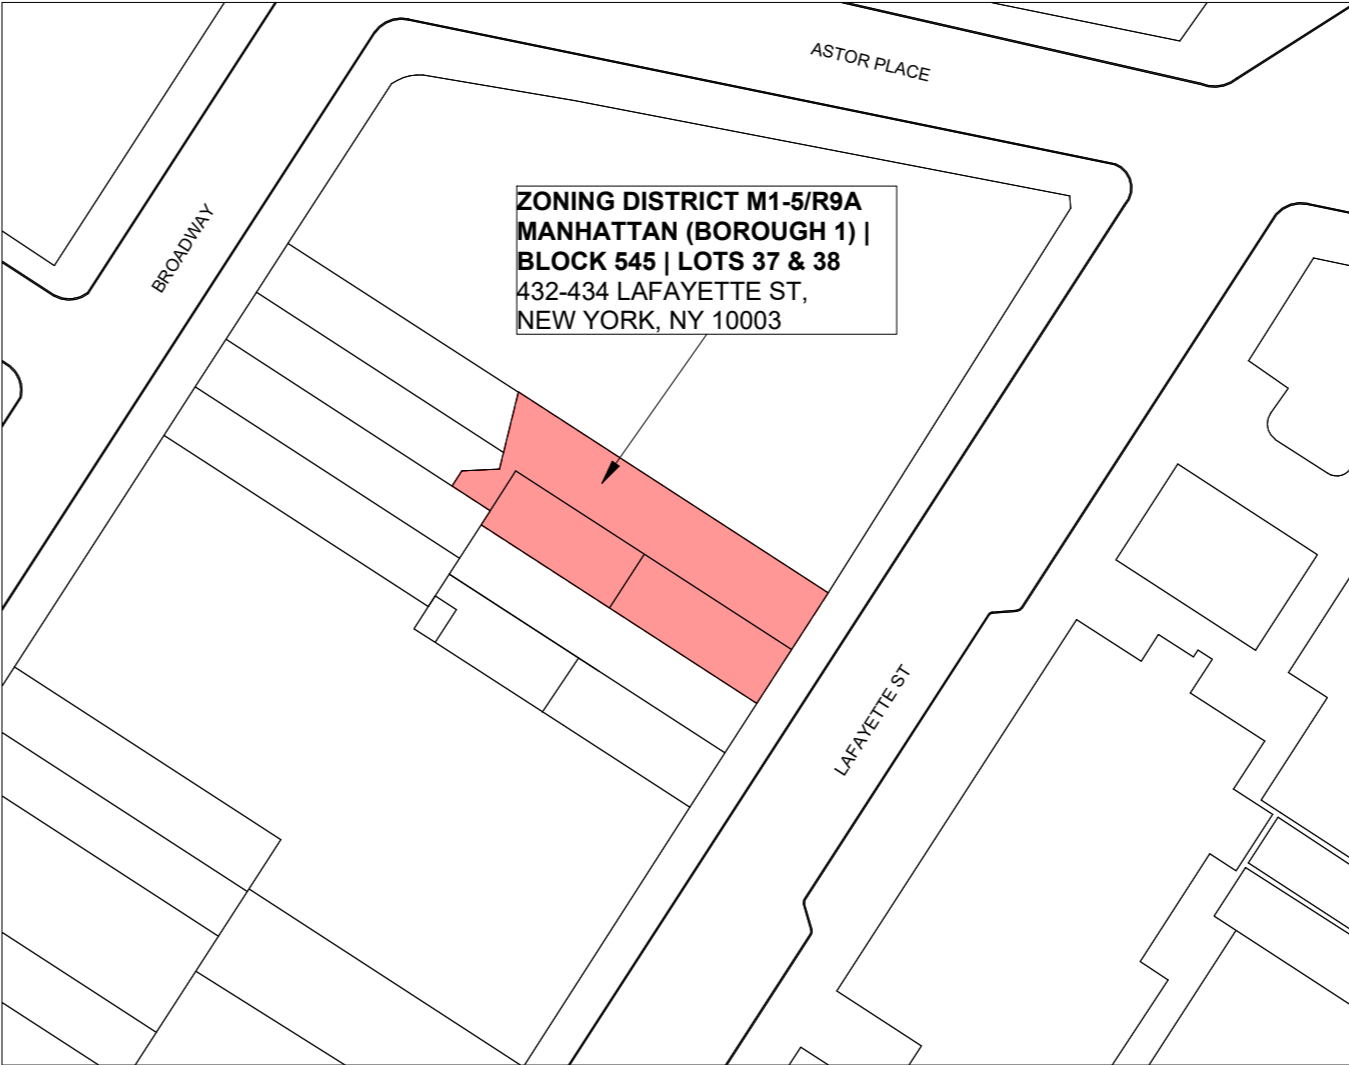 ASTOR PLACE
ZONING DISTRICT M1-5/R9A
MANHATTAN (BOROUGH 1) |
BLOCK 545 | LOTS 37 & 38
432-434 LAFAYETTE ST,
NEW YORK, NY 10003
BROADWAY
LAFAYETTE ST